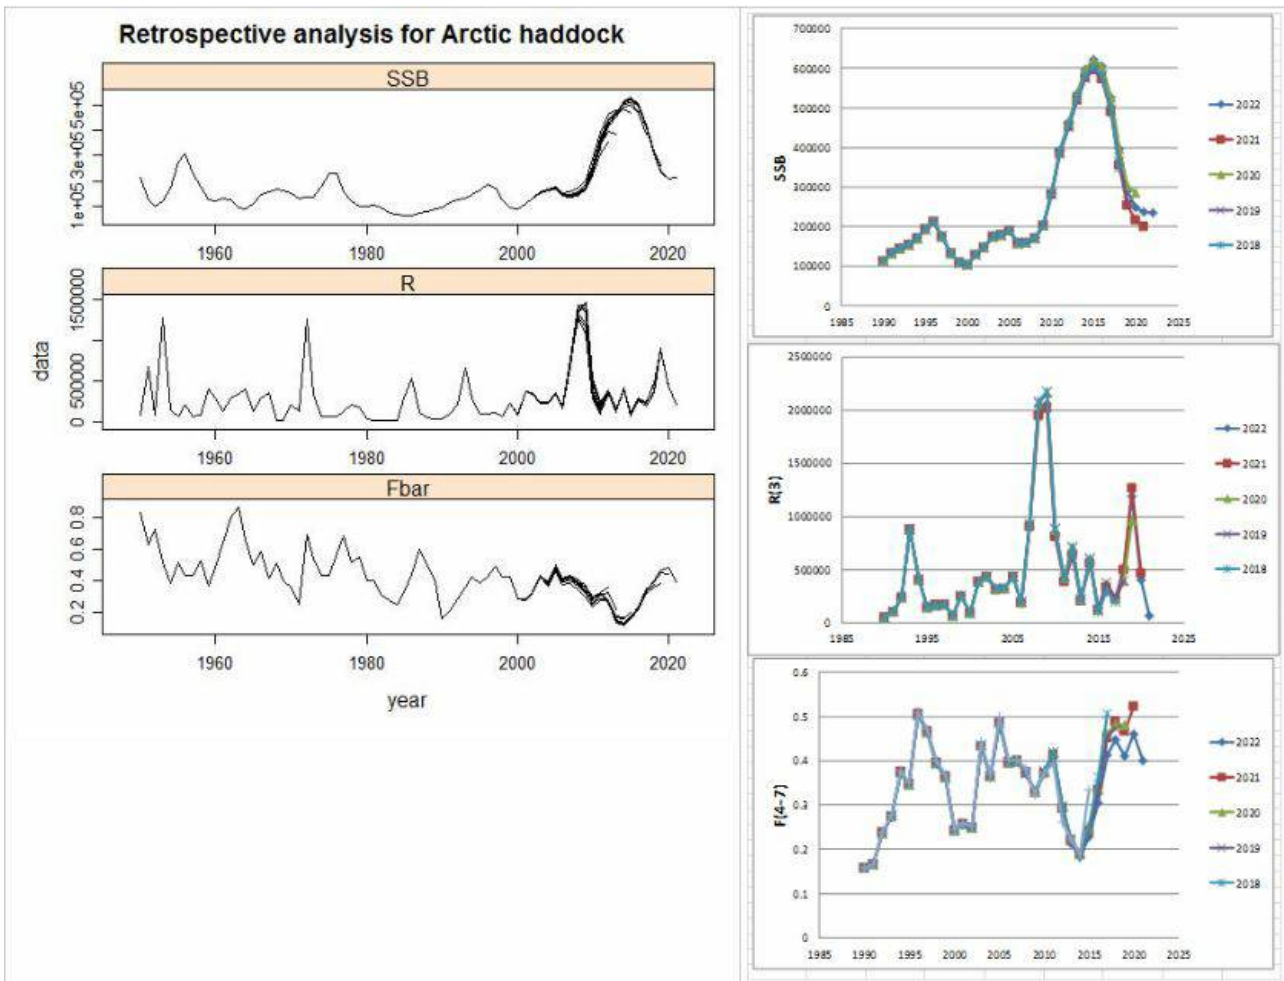 Retrospective analysis for Arctic haddock
SSB
1e+05 3e+05 5e+05
1960 1980 2000 2020
R
0 500000 1500000
1960 1980 2000 2020
Fbar
0.2 0.4 0.6 0.8
1960 1980 2000 2020
data
year
700000
600000
500000
400000
300000
200000
100000
0
SSB
1985 1990 1995 2000 2005 2010 2015 2020 2025
2022
2021
2020
2019
2018
2500000
2000000
1500000
1000000
500000
0
R(3)
1985 1995 2005 2015 2025
2022
2021
2020
2019
2018
0.6
0.5
0.4
0.3
0.2
0.1
0
F(4-7)
1985 1990 1995 2000 2005 2010 2015 2020 2025
2022
2021
2020
2019
2018